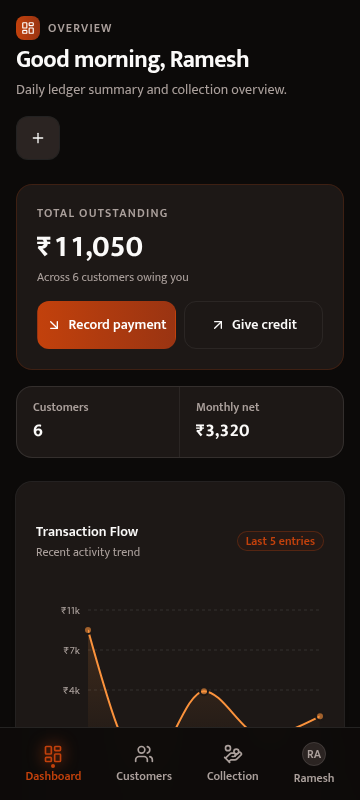 OVERVIEW
Good morning, Ramesh
Daily ledger summary and collection overview.
TOTAL OUTSTANDING
₹11,050
Across 6 customers owing you
Record payment
Give credit
Customers
6
Monthly net
₹3,320
Transaction Flow
Recent activity trend
Last 5 entries
₹11k
₹7k
₹4k
Dashboard
Customers
Collection
RA
Ramesh